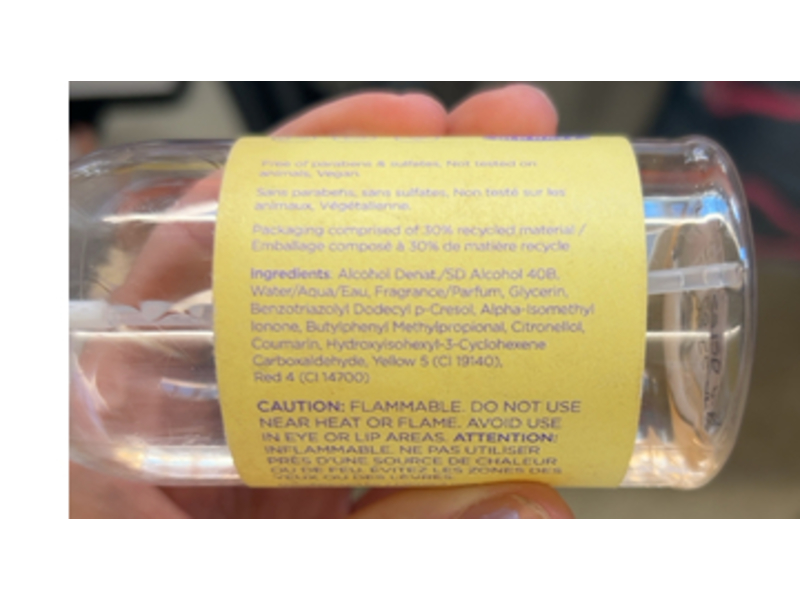 Free of parabens & sulfates, Not tested on
animals, Vegan
Sans parabens, sans sulfates. Non testé sur les
animaux, Végétalienne.
Packaging comprised of 30% recycled material /
Emballage composé à 30% de matière recycle
Ingredients: Alcohol Denat./SD Alcohol 40B,
Water/Aqua/Eau, Fragrance/Parfum, Glycerin,
Benzotriazolyl Dodecyl p-Cresol, Alpha-Isomethyl
Ionone, Butylphenyl Methylpropional, Citronellol,
Coumarin, Hydroxyisohexyl-3-Cyclohexene
Carboxaldehyde, Yellow 5 (CI 19140),
Red 4 (CI 14700)
CAUTION: FLAMMABLE. DO NOT USE
NEAR HEAT OR FLAME. AVOID USE
IN EYE OR LIP AREAS. ATTENTION:
INFLAMMABLE. NE PAS UTILISER
PRÈS D'UNE SOURCE DE CHALEUR
OU DE FEU. ÉVITEZ LES ZONES DES
YEUX OU DES LÈVRES.